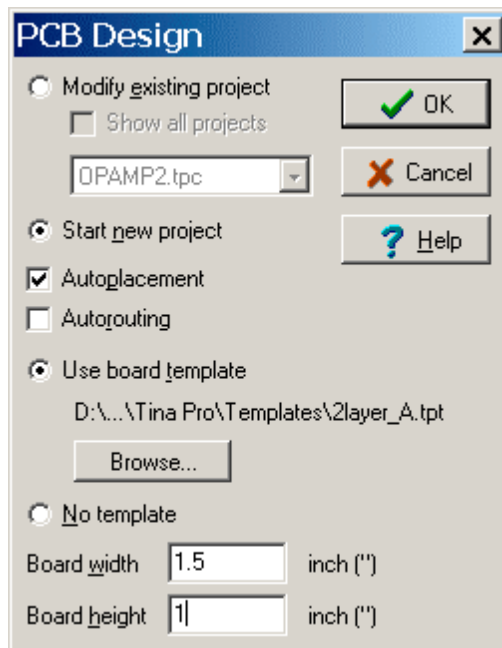 PCB Design
Modify existing project
OK
Show all projects
OPAMP2.tpc
Cancel
Start new project
? Help
Autoplacement
Autorouting
Use board template
D:\...\Tina Pro\Templates\2layer_A.tpt
Browse...
No template
Board width 1.5 inch (")
Board height 1 inch (")